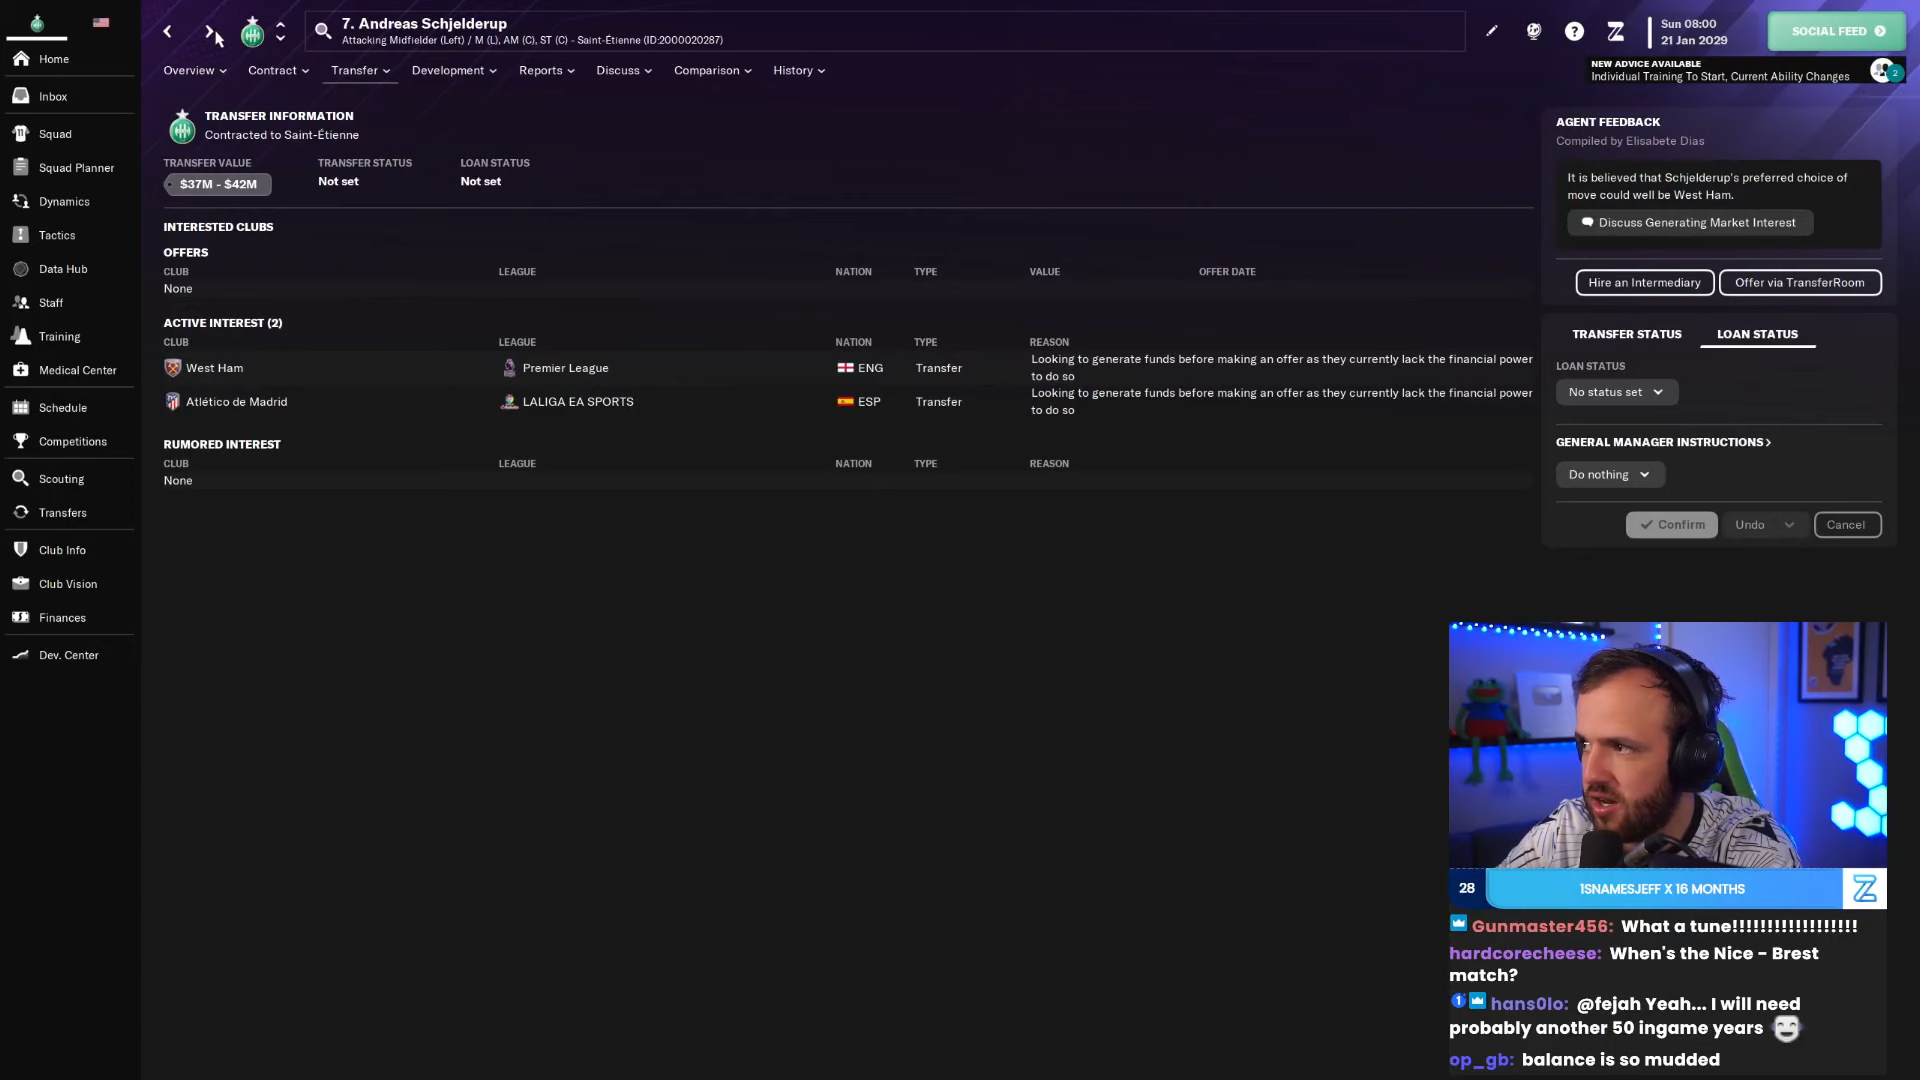 7. Andreas Schjelderup
Attacking Midfielder (Left) / M (L), AM (C), ST (C) - Saint-Étienne (ID:2000020287)
Sun 08:00
21 Jan 2029
SOCIAL FEED
NEW ADVICE AVAILABLE
Individual Training To Start, Current Ability Changes
2
Home
Inbox
Squad
Squad Planner
Dynamics
Tactics
Data Hub
Staff
Training
Medical Center
Schedule
Competitions
Scouting
Transfers
Club Info
Club Vision
Finances
Dev. Center
Overview Contract Transfer Development Reports Discuss Comparison History
TRANSFER INFORMATION
Contracted to Saint-Étienne
TRANSFER VALUE TRANSFER STATUS LOAN STATUS
$37M - $42M Not set Not set
INTERESTED CLUBS
OFFERS
CLUB LEAGUE NATION TYPE VALUE OFFER DATE
None
ACTIVE INTEREST (2)
CLUB LEAGUE NATION TYPE REASON
West Ham Premier League ENG Transfer Looking to generate funds before making an offer as they currently lack the financial power
to do so
Atlético de Madrid LALIGA EA SPORTS ESP Transfer Looking to generate funds before making an offer as they currently lack the financial power
to do so
RUMORED INTEREST
CLUB LEAGUE NATION TYPE REASON
None
AGENT FEEDBACK
Compiled by Elisabete Dias
It is believed that Schjelderup's preferred choice of
move could well be West Ham.
Discuss Generating Market Interest
Hire an Intermediary Offer via TransferRoom
TRANSFER STATUS LOAN STATUS
LOAN STATUS
No status set
GENERAL MANAGER INSTRUCTIONS >
Do nothing
Confirm Undo Cancel
28 1SNAMESJEFF X 16 MONTHS Z
Gunmaster456: What a tune!!!!!!!!!!!!!!!!!!
hardcorecheese: When's the Nice - Brest
match?
1 hans0lo: @fejah Yeah... I will need
probably another 50 ingame years
op_gb: balance is so mudded